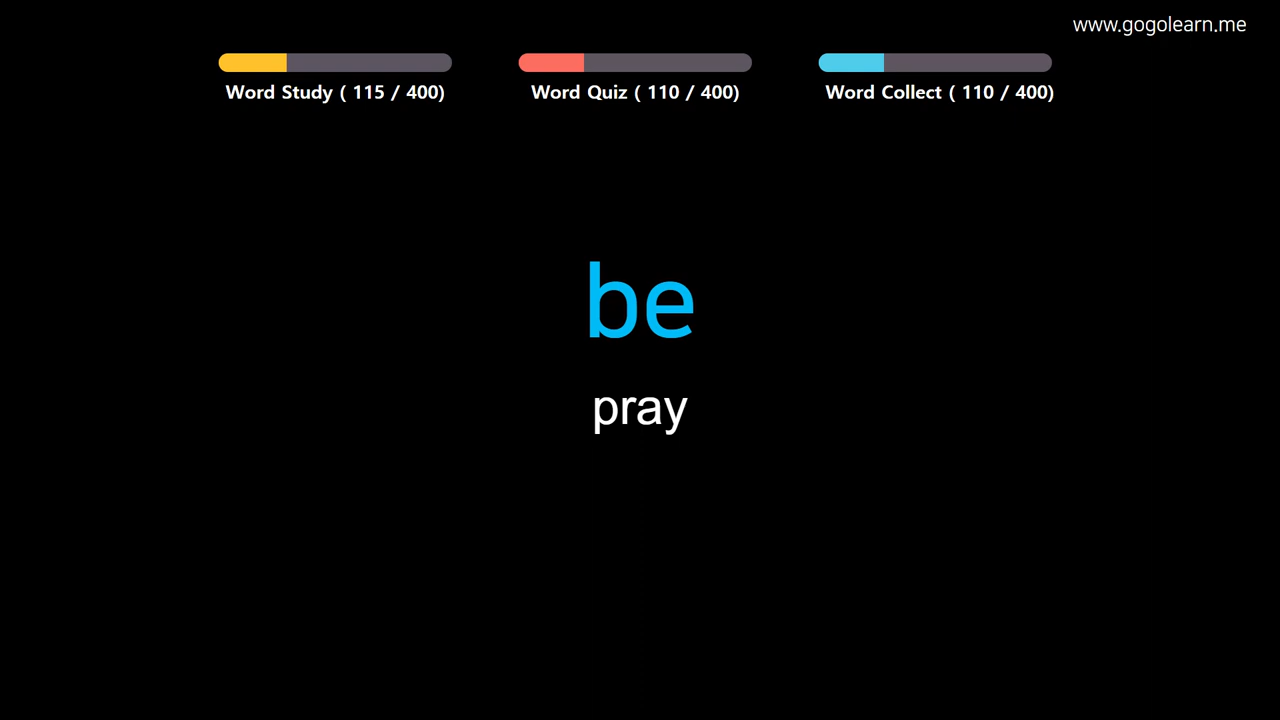 www.gogolearn.me
Word Study ( 115 / 400)
Word Quiz ( 110 / 400)
Word Collect ( 110 / 400)
be
pray